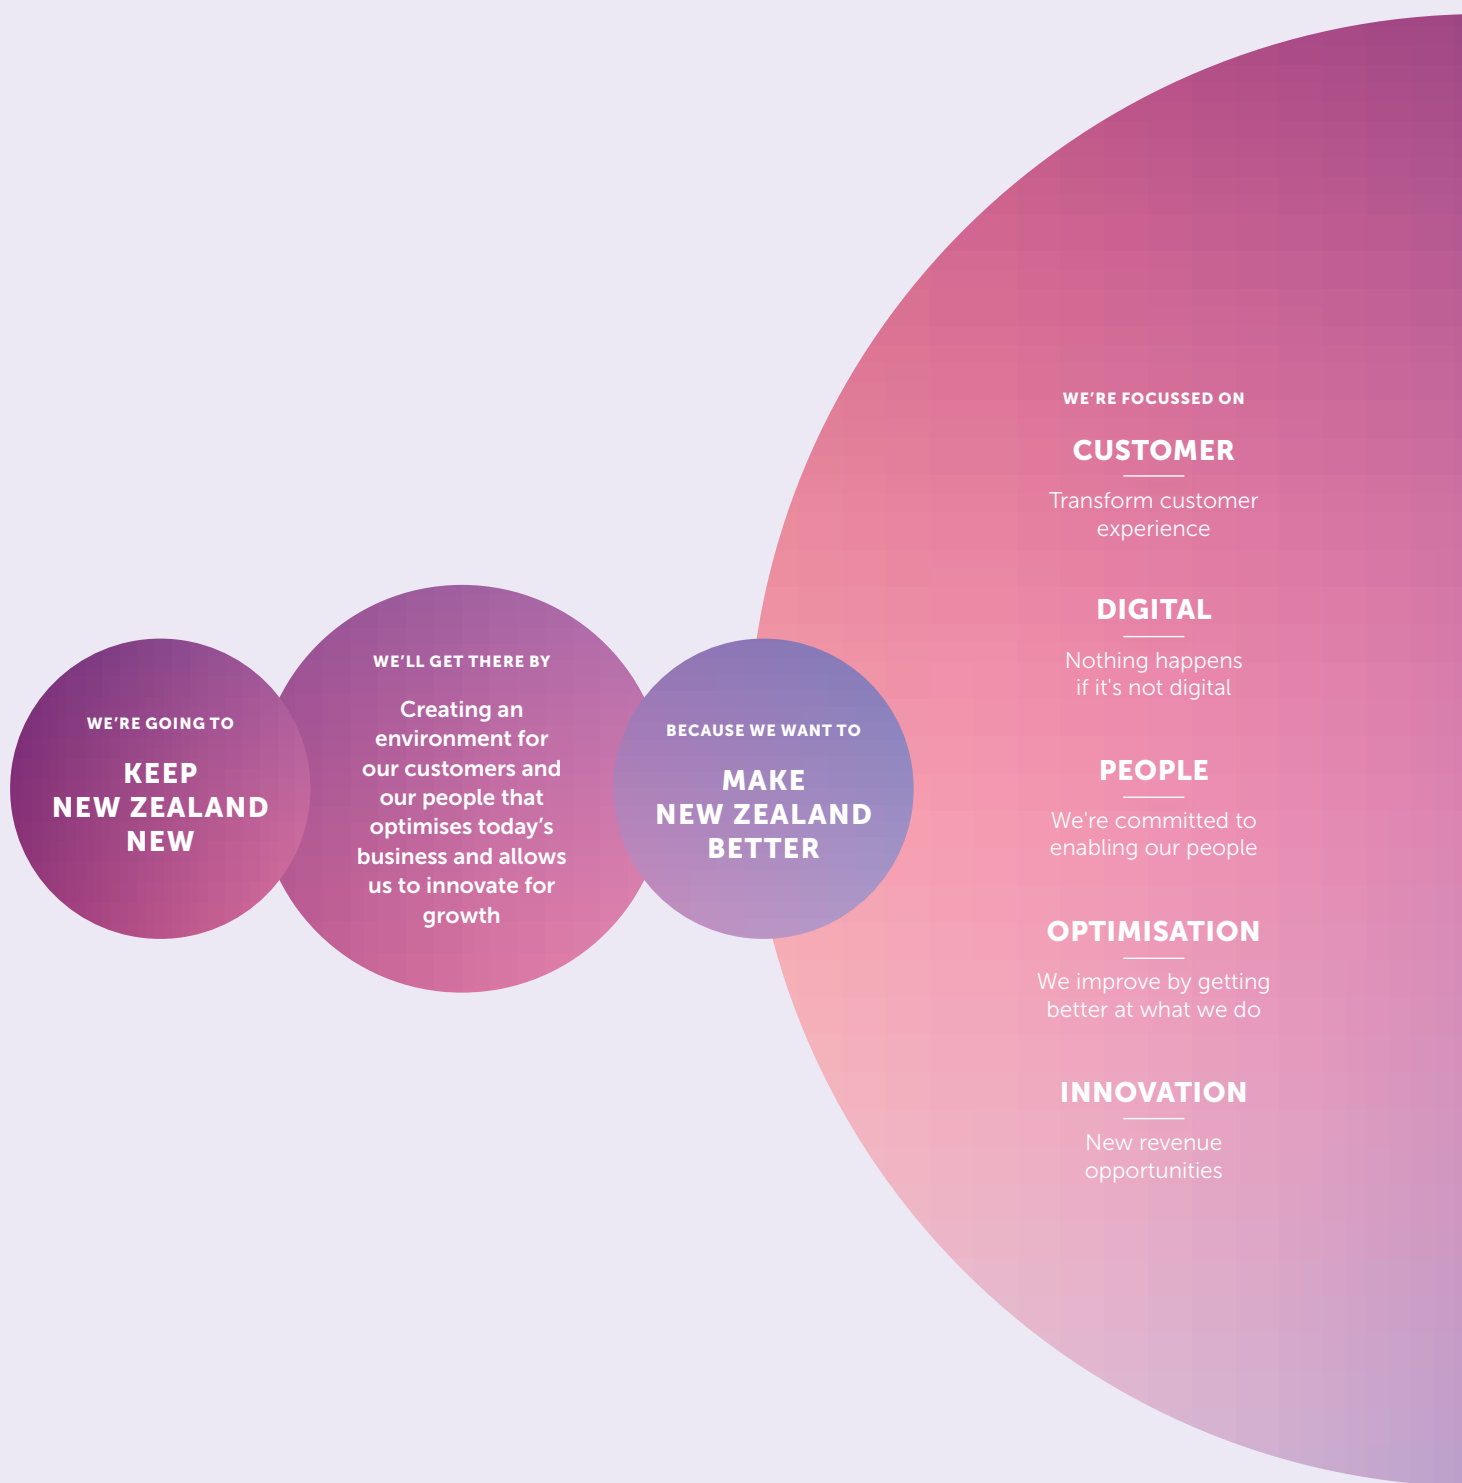 WE’RE GOING TO
KEEP
NEW ZEALAND
NEW
WE’LL GET THERE BY
Creating an
environment for
our customers and
our people that
optimises today’s
business and allows
us to innovate for
growth
BECAUSE WE WANT TO
MAKE
NEW ZEALAND
BETTER
WE’RE FOCUSSED ON
CUSTOMER
Transform customer
experience
DIGITAL
Nothing happens
if it's not digital
PEOPLE
We're committed to
enabling our people
OPTIMISATION
We improve by getting
better at what we do
INNOVATION
New revenue
opportunities